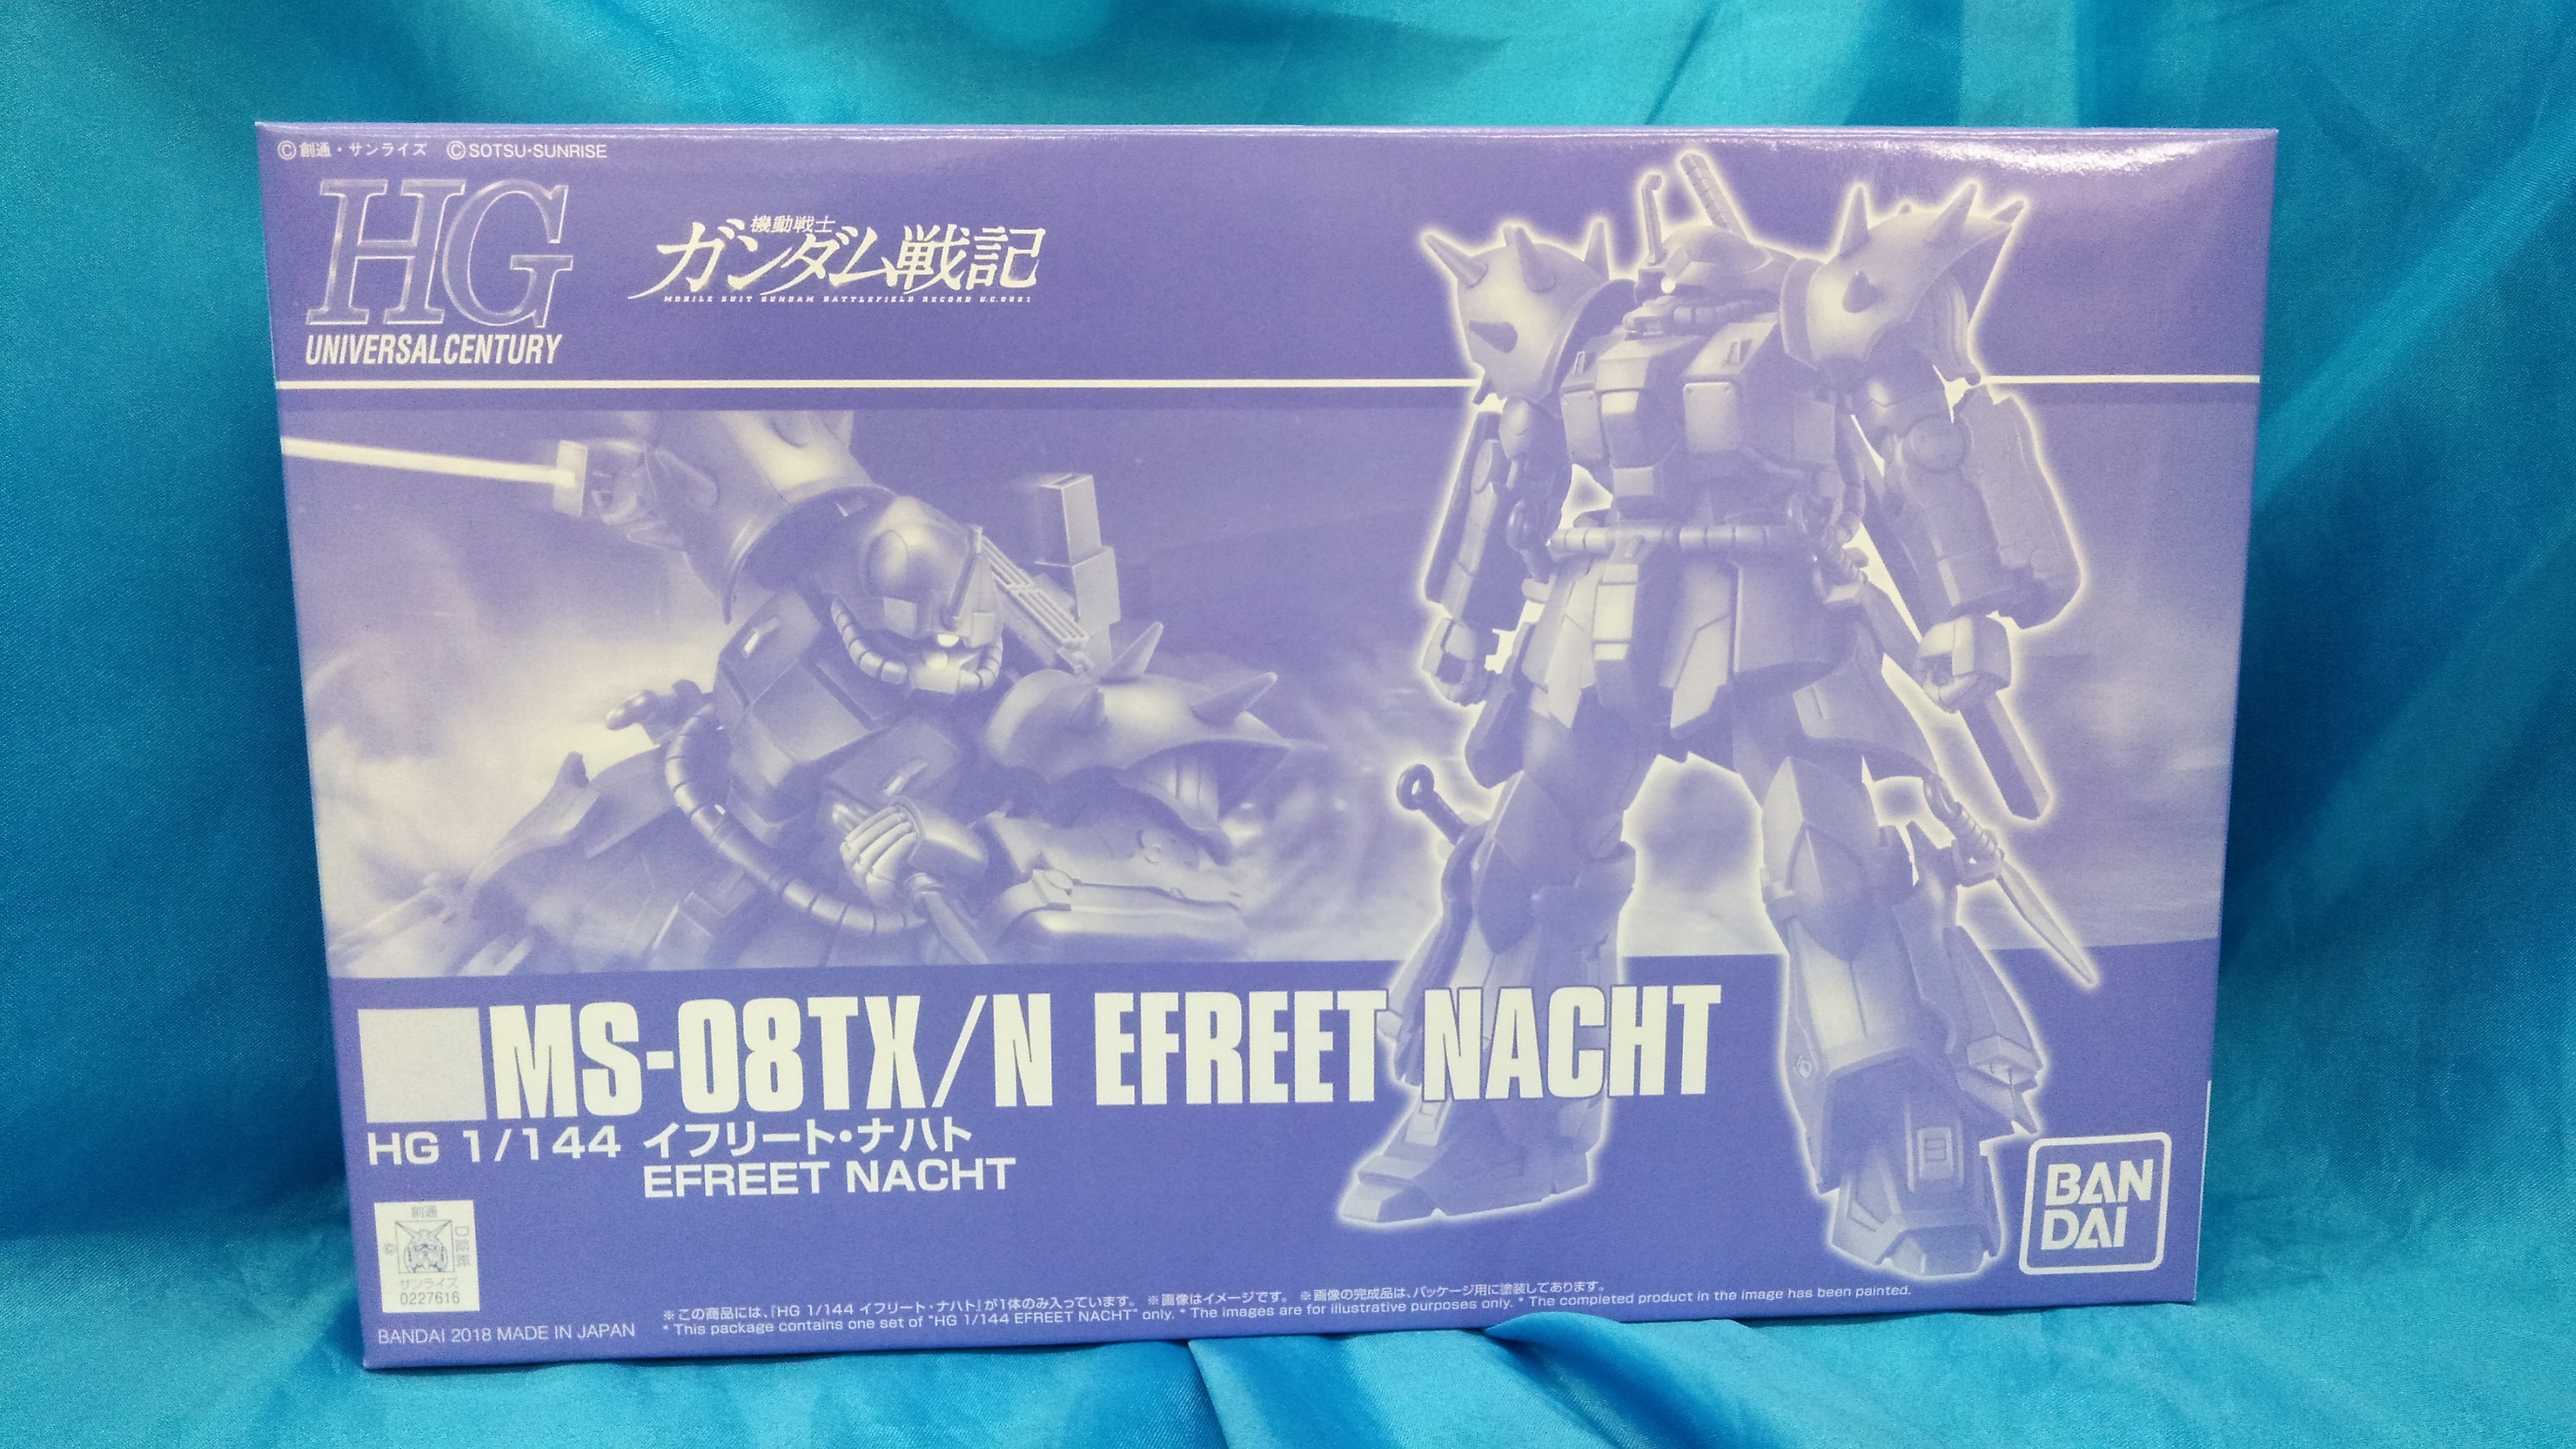 ©創通・サンライズ ©SOTSU・SUNRISE
HG
UNIVERSAL CENTURY
機動戦士
ガンダム戦記
MOBILE SUIT GUNDAM BATTLEFIELD RECORD U.C.0081
MS-08TX/N EFREET NACHT
HG 1/144 イフリート・ナハト
EFREET NACHT
創通
©
サンライズ
0227616
BANDAI 2018 MADE IN JAPAN
※この商品には、「HG 1/144 イフリート・ナハト」が1体のみ入っています。 ※画像はイメージです。 ※画像の完成品は、パッケージ用に塗装してあります。
* This package contains one set of "HG 1/144 EFREET NACHT" only. * The images are for illustrative purposes only. * The completed product in the image has been painted.
BAN
DAI